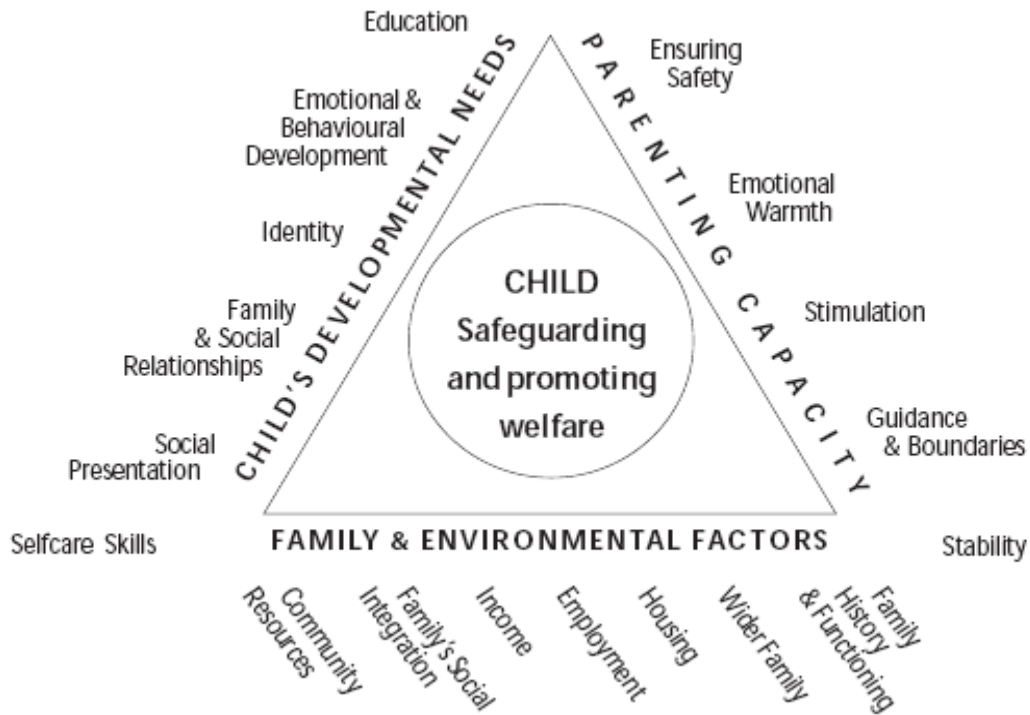 Education
Emotional &
Behavioural
Development
Identity
Family
& Social
Relationships
Social
Presentation
Selfcare Skills
CHILD'S DEVELOPMENTAL NEEDS
PARENTING CAPACITY
Ensuring
Safety
Emotional
Warmth
Stimulation
Guidance
& Boundaries
Stability
CHILD
Safeguarding
and promoting
welfare
FAMILY & ENVIRONMENTAL FACTORS
Community
Resources
Family's Social
Integration
Income
Employment
Housing
Wider Family
Family
History
& Functioning